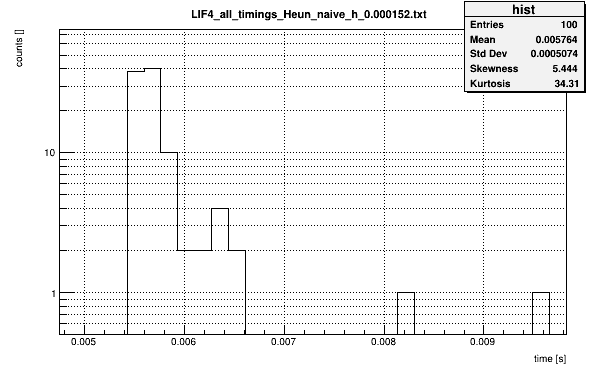 LIF4_all_timings_Heun_naive_h_0.000152.txt
hist
Entries 100
Mean 0.005764
Std Dev 0.0005074
Skewness 5.444
Kurtosis 34.31
counts []
10
1
0.005 0.006 0.007 0.008 0.009
time [s]